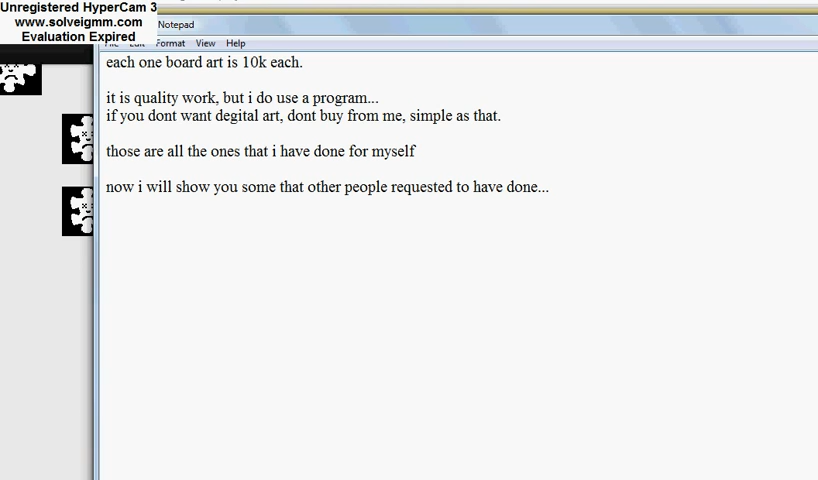 Unregistered HyperCam 3
www.solveigmm.com
Evaluation Expired
Notepad
File Edit Format View Help
each one board art is 10k each.
it is quality work, but i do use a program...
if you dont want degital art, dont buy from me, simple as that.
those are all the ones that i have done for myself
now i will show you some that other people requested to have done...